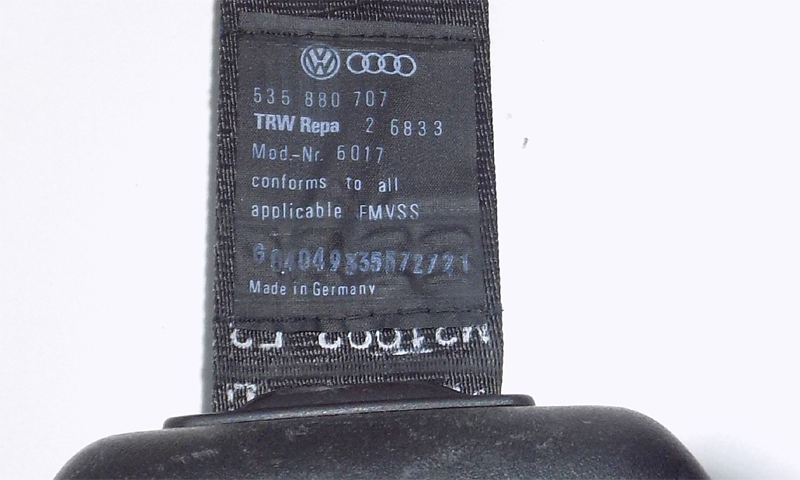 535 880 707
TRW Repa 2 6833
Mod.-Nr. 6017
conforms to all
applicable FMVSS
Made in Germany